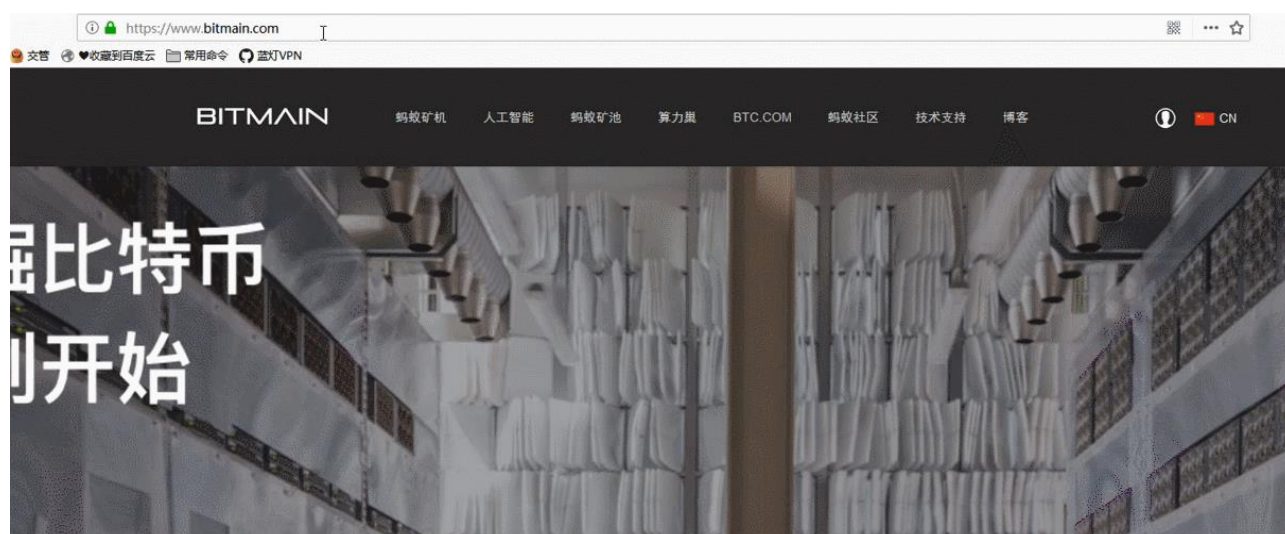 https://www.bitmain.com
交管 ♥收藏到百度云 常用命令 蓝灯VPN
BITMAIN 蚂蚁矿机 人工智能 蚂蚁矿池 算力巢 BTC.COM 蚂蚁社区 技术支持 博客 CN
掘比特币
刻开始